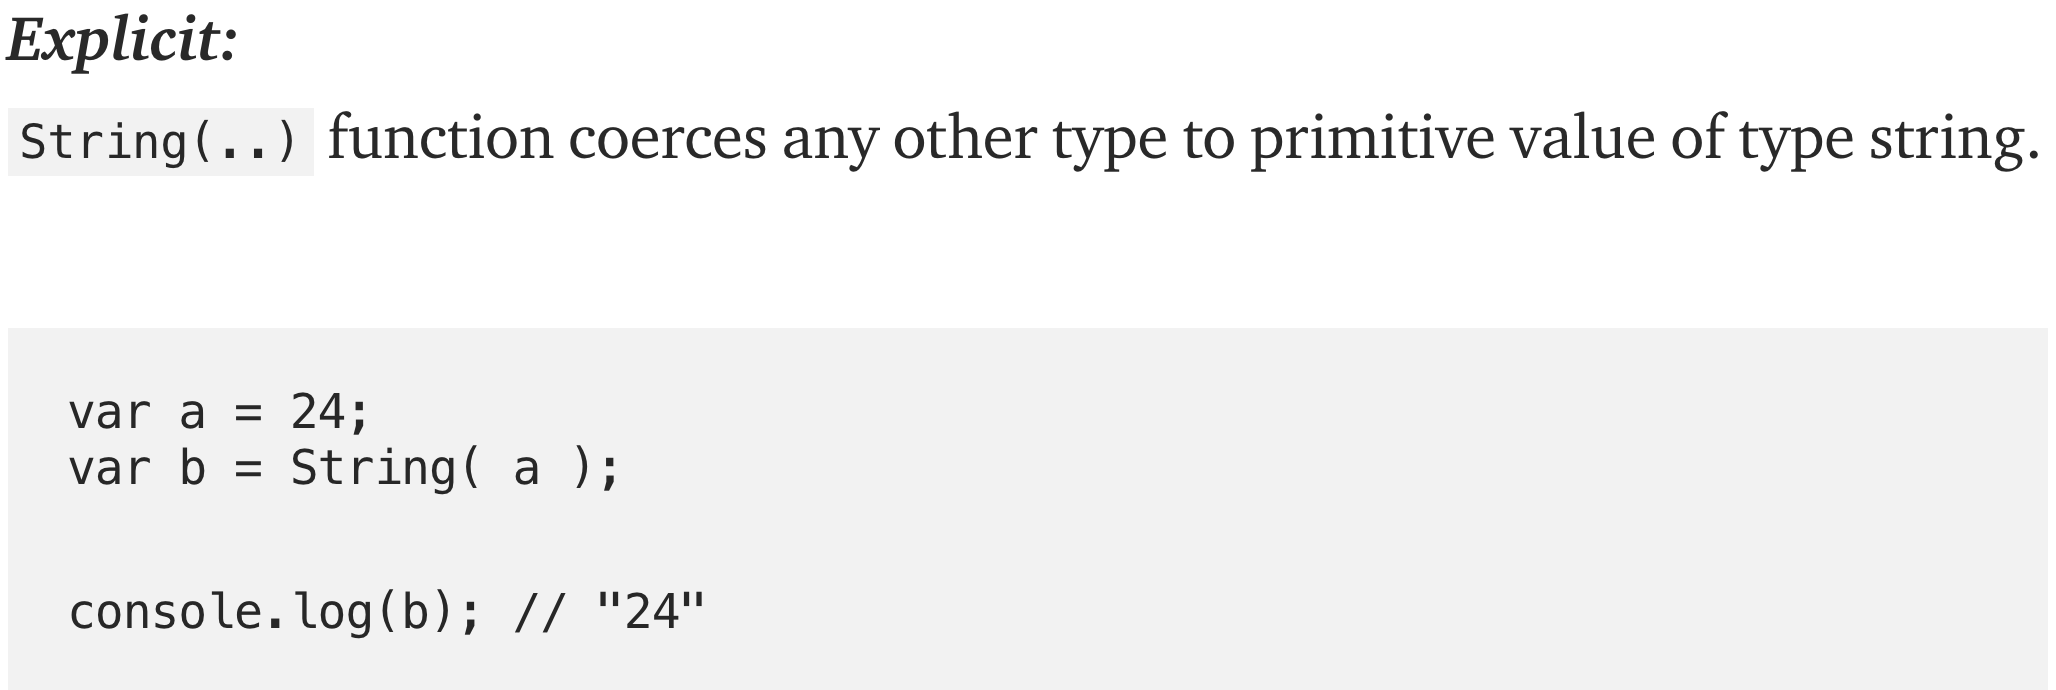 Explicit:
String(..) function coerces any other type to primitive value of type string.
var a = 24;
var b = String( a );
console.log(b); // "24"